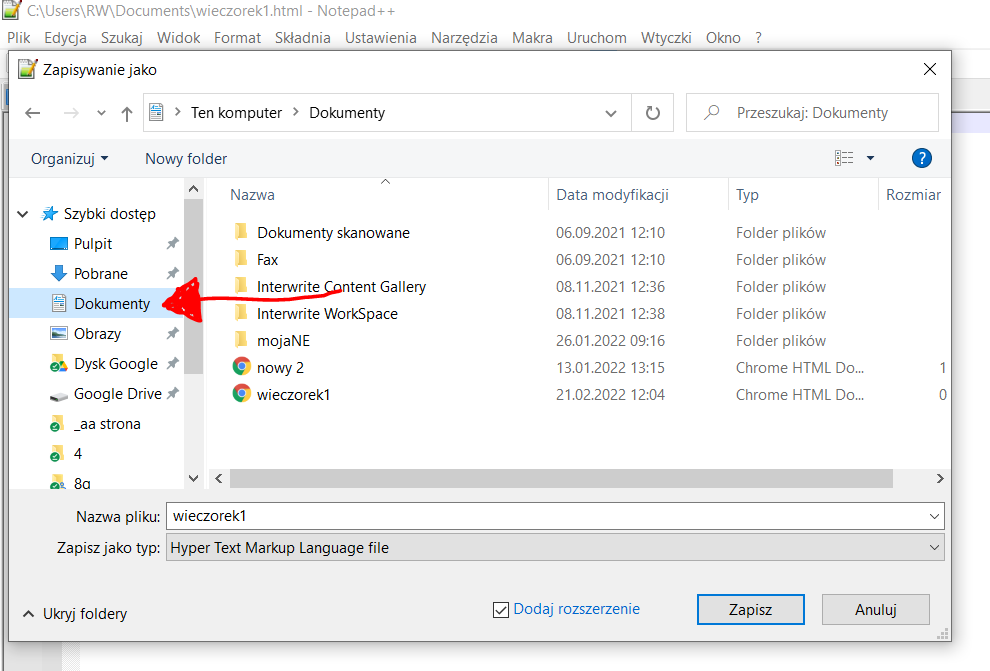 C:\Users\RW\Documents\wieczorek1.html - Notepad++
Plik Edycja Szukaj Widok Format Składnia Ustawienia Narzędzia Makra Uruchom Wtyczki Okno ?
Zapisywanie jako
Ten komputer > Dokumenty
Przeszukaj: Dokumenty
Organizuj
Nowy folder
?
Szybki dostęp
Pulpit
Pobrane
Dokumenty
Obrazy
Dysk Google
Google Drive
_aa strona
4
8g
Nazwa Data modyfikacji Typ Rozmiar
Dokumenty skanowane 06.09.2021 12:10 Folder plików
Fax 06.09.2021 12:10 Folder plików
Interwrite Content Gallery 08.11.2021 12:36 Folder plików
Interwrite WorkSpace 08.11.2021 12:38 Folder plików
mojaNE 26.01.2022 09:16 Folder plików
nowy 2 13.01.2022 13:15 Chrome HTML Do... 1
wieczorek1 21.02.2022 12:04 Chrome HTML Do... 0
Nazwa pliku: wieczorek1
Zapisz jako typ: Hyper Text Markup Language file
Ukryj foldery
Dodaj rozszerzenie
Zapisz
Anuluj